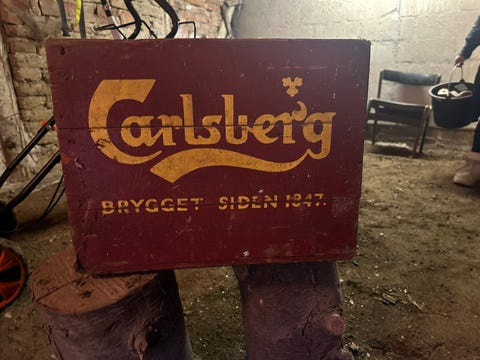 Carlsberg
BRYGGET SIDEN 1847.